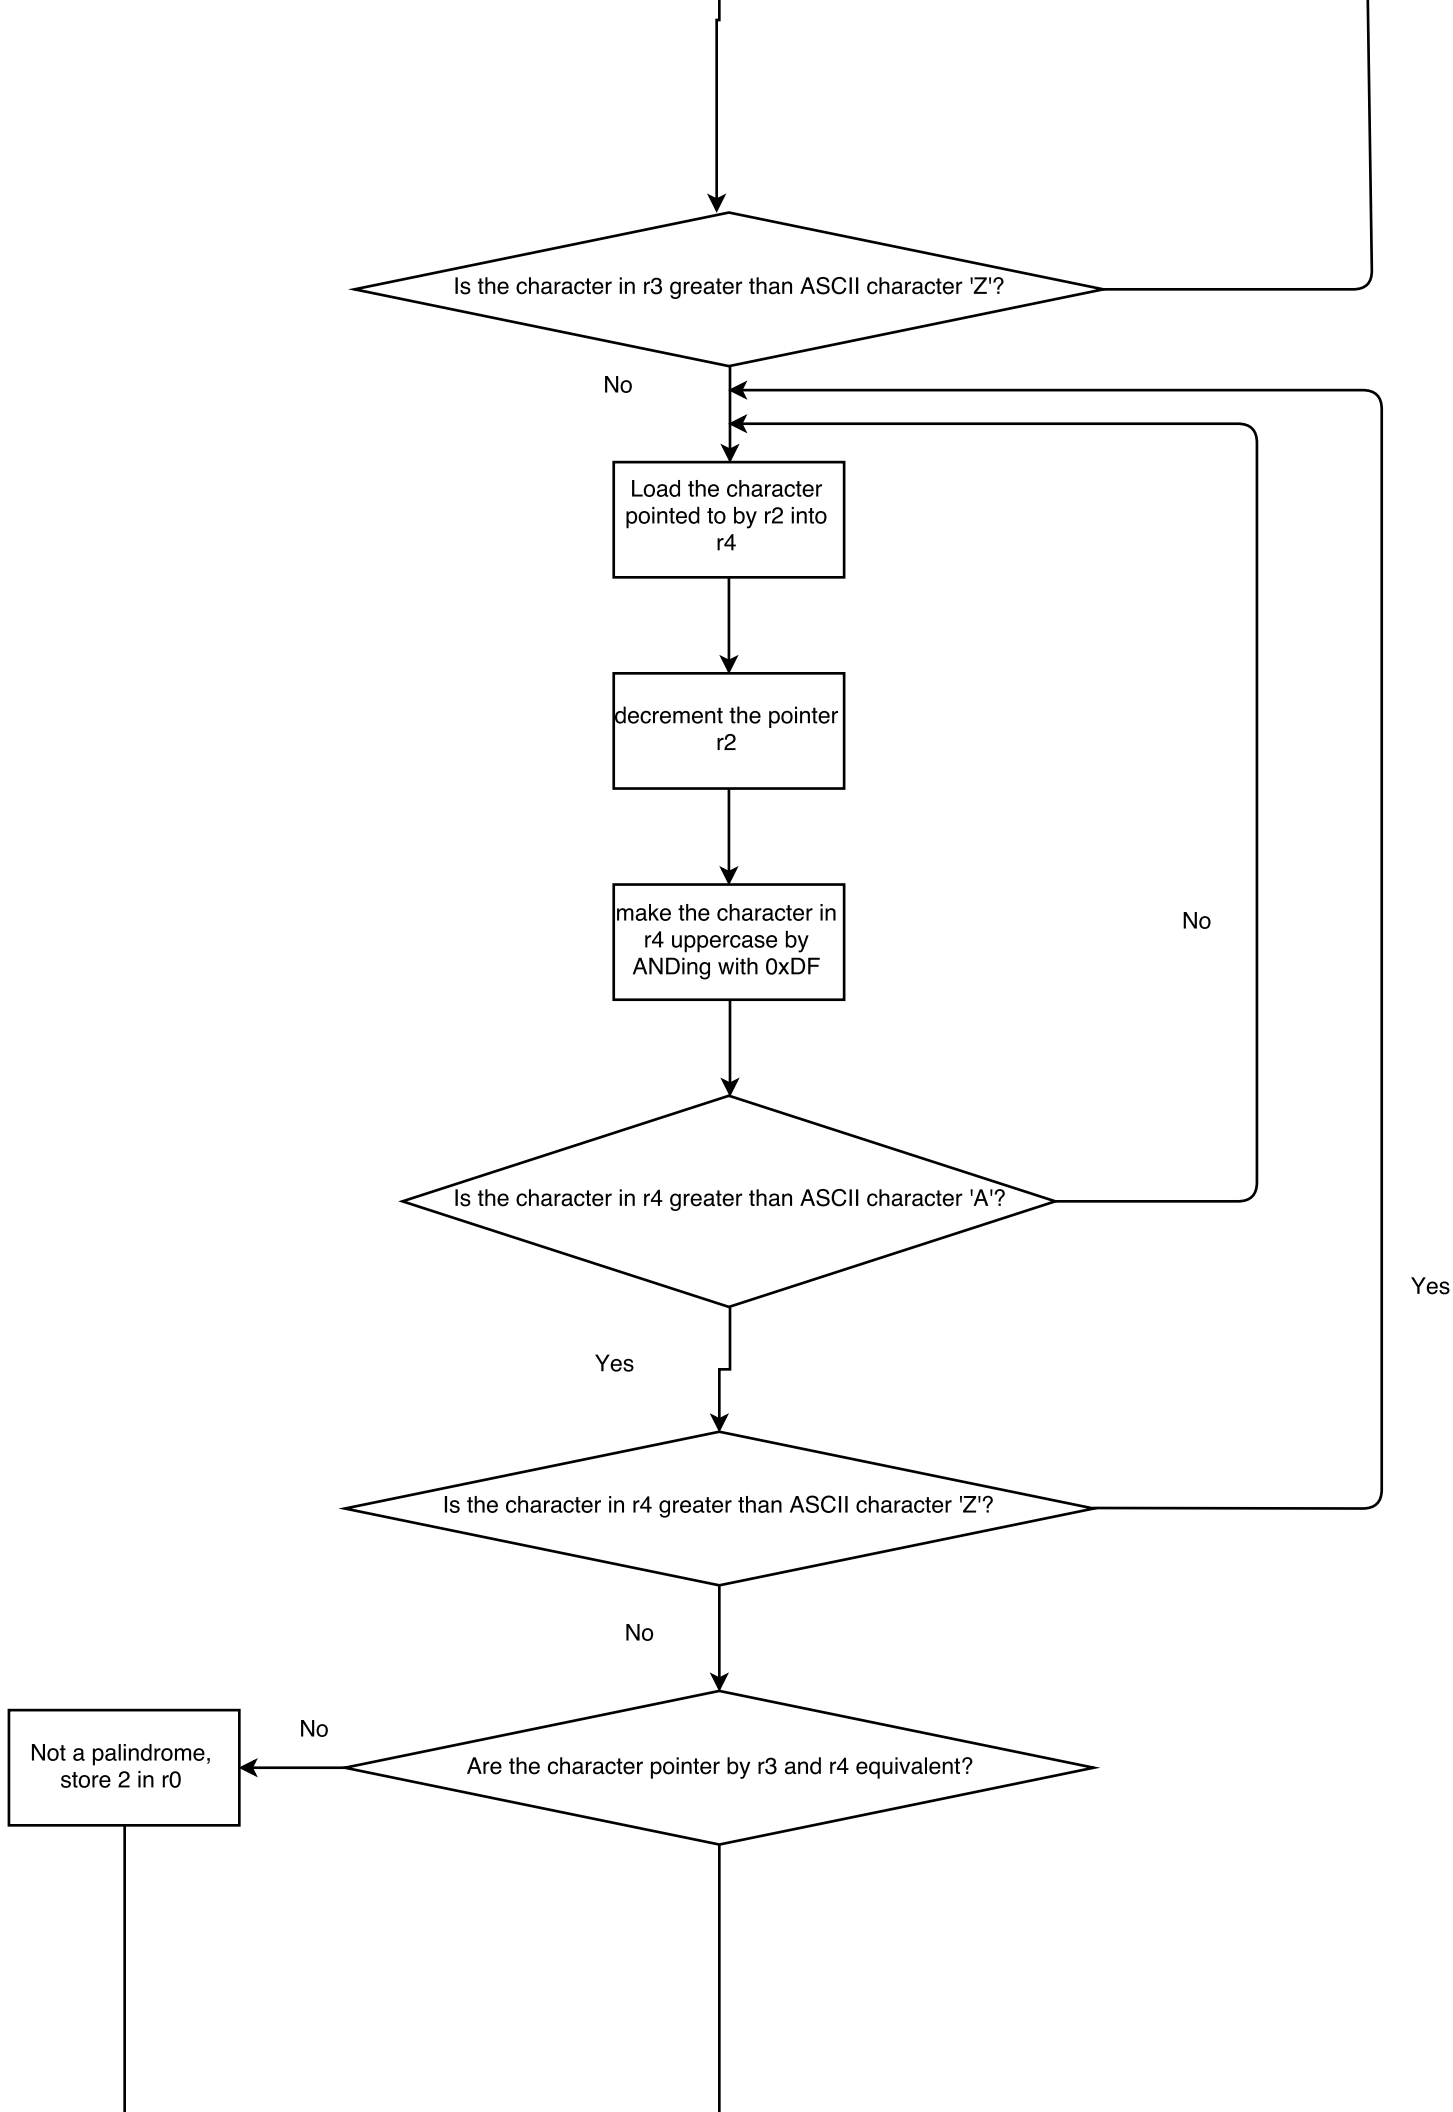 Is the character in r3 greater than ASCII character 'Z'?
No
Load the character
pointed to by r2 into
r4
decrement the pointer
r2
make the character in
r4 uppercase by
ANDing with 0xDF
No
Is the character in r4 greater than ASCII character 'A'?
Yes
Yes
Is the character in r4 greater than ASCII character 'Z'?
No
No
Not a palindrome,
store 2 in r0
Are the character pointer by r3 and r4 equivalent?